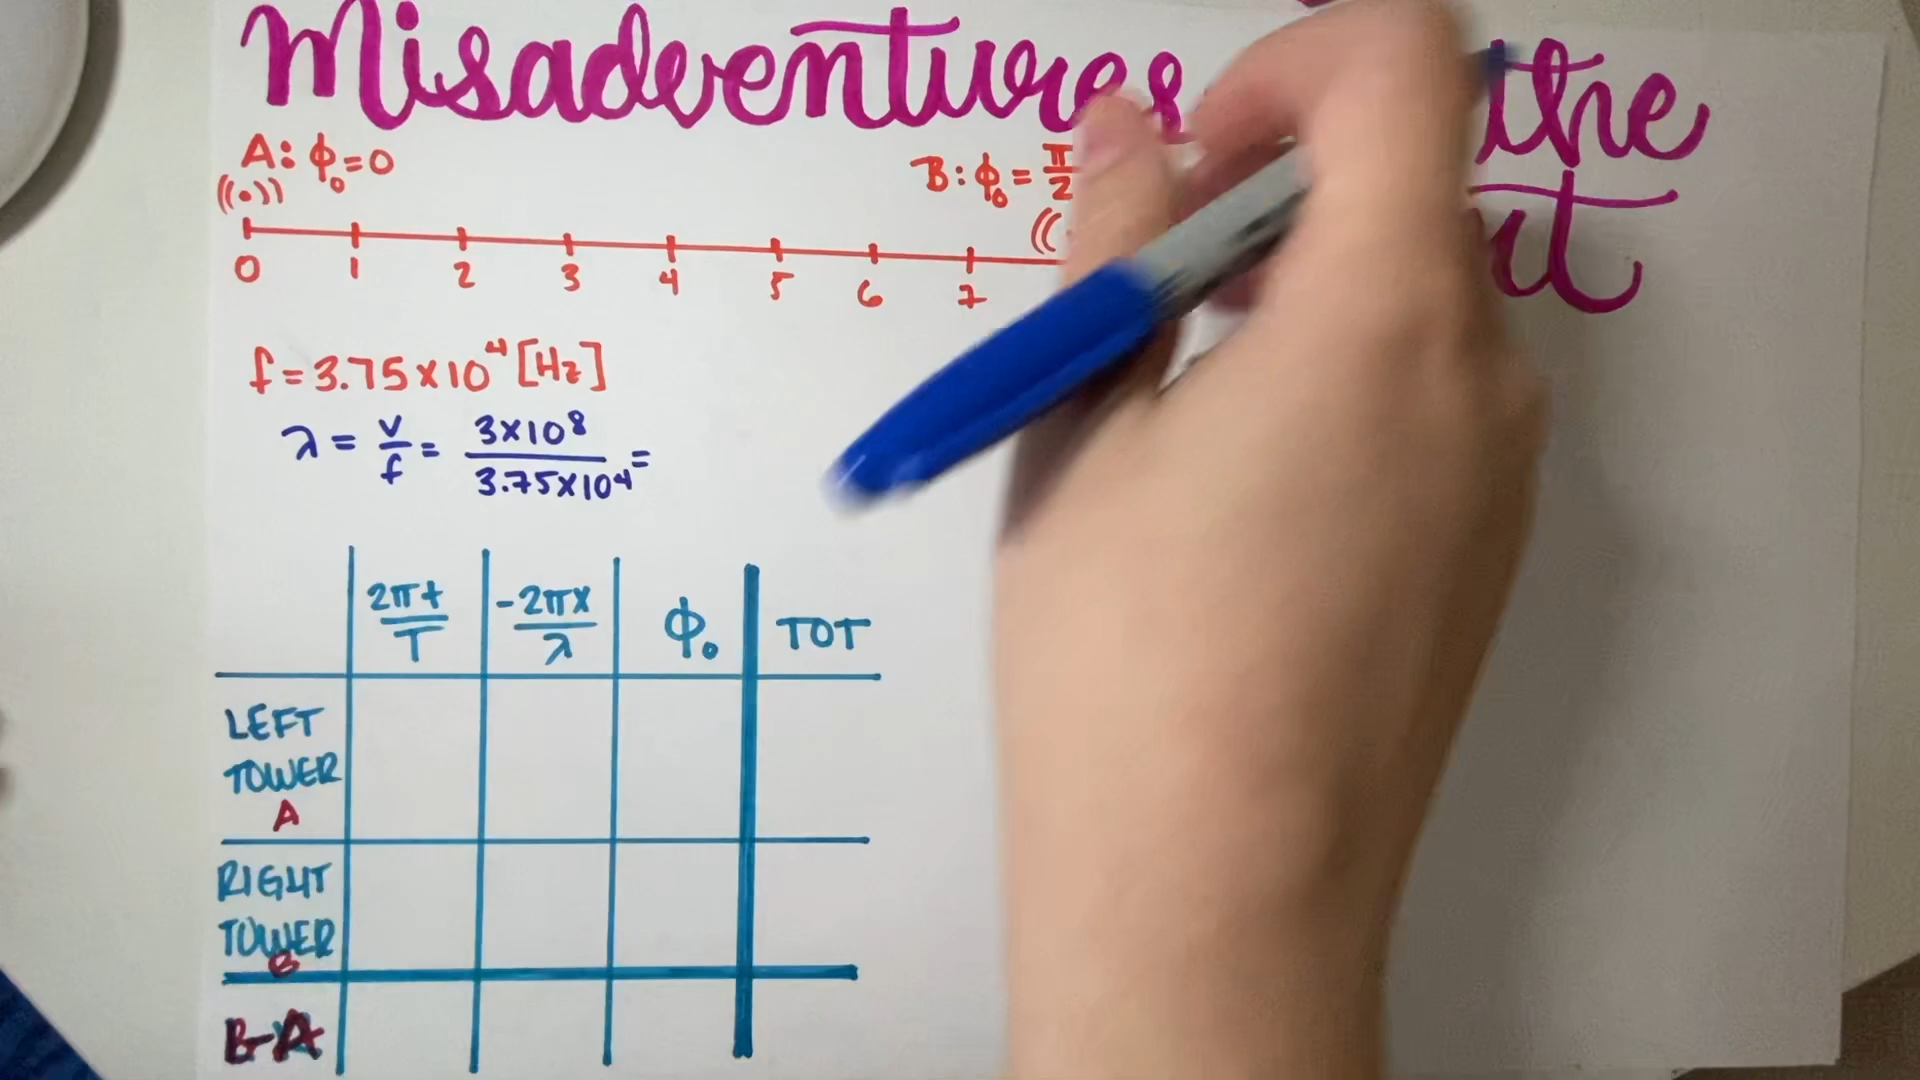 Misadventures the
A: φ₀=0
B: φ₀= π/2
((•))
((
0 1 2 3 4 5 6 7
f=3.75×10⁴ [Hz]
λ = v/f = 3×10⁸/3.75×10⁴ =
2πt/T -2πx/λ φ₀ TOT
LEFT
TOWER
A
RIGHT
TOWER
B
B-A